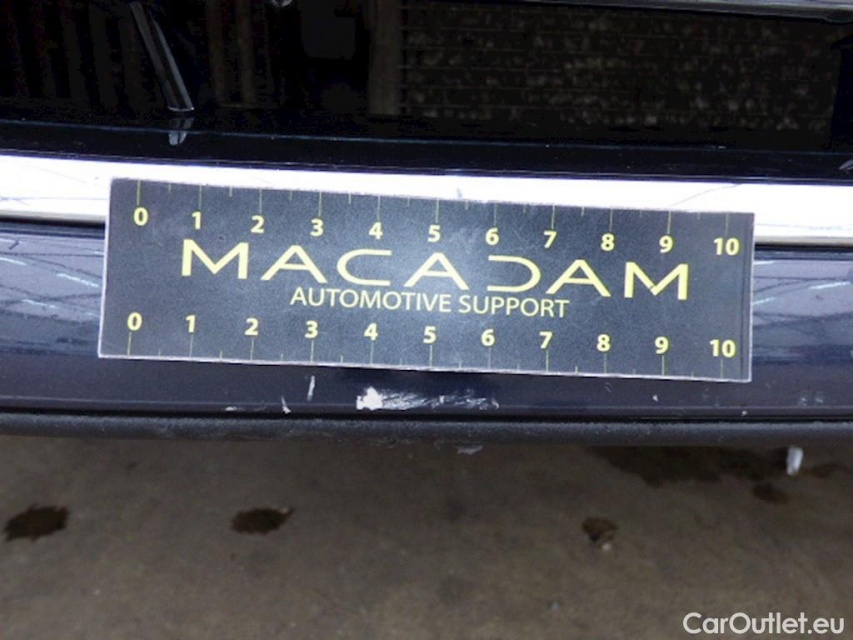 0 1 2 3 4 5 6 7 8 9 10
MACADAM
AUTOMOTIVE SUPPORT
0 1 2 3 4 5 6 7 8 9 10
CarOutlet.eu